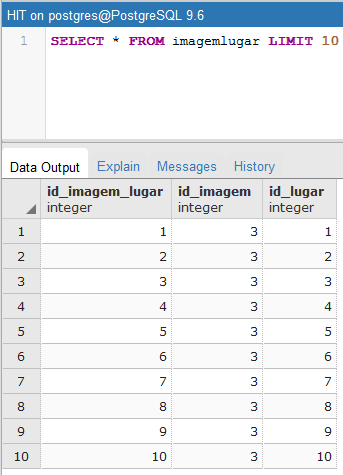 HIT on postgres@PostgreSQL 9.6
1 SELECT * FROM imagemlugar LIMIT 10
Data Output Explain Messages History
id_imagem_lugar id_imagem id_lugar
integer integer integer
1 1 3 1
2 2 3 2
3 3 3 3
4 4 3 4
5 5 3 5
6 6 3 6
7 7 3 7
8 8 3 8
9 9 3 9
10 10 3 10